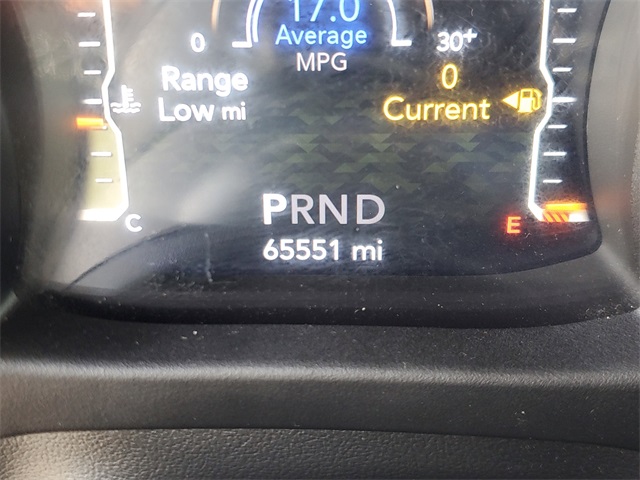 17.0
Average
MPG
0
30+
Range
Low mi
0
Current
C
E
PRND
65551 mi